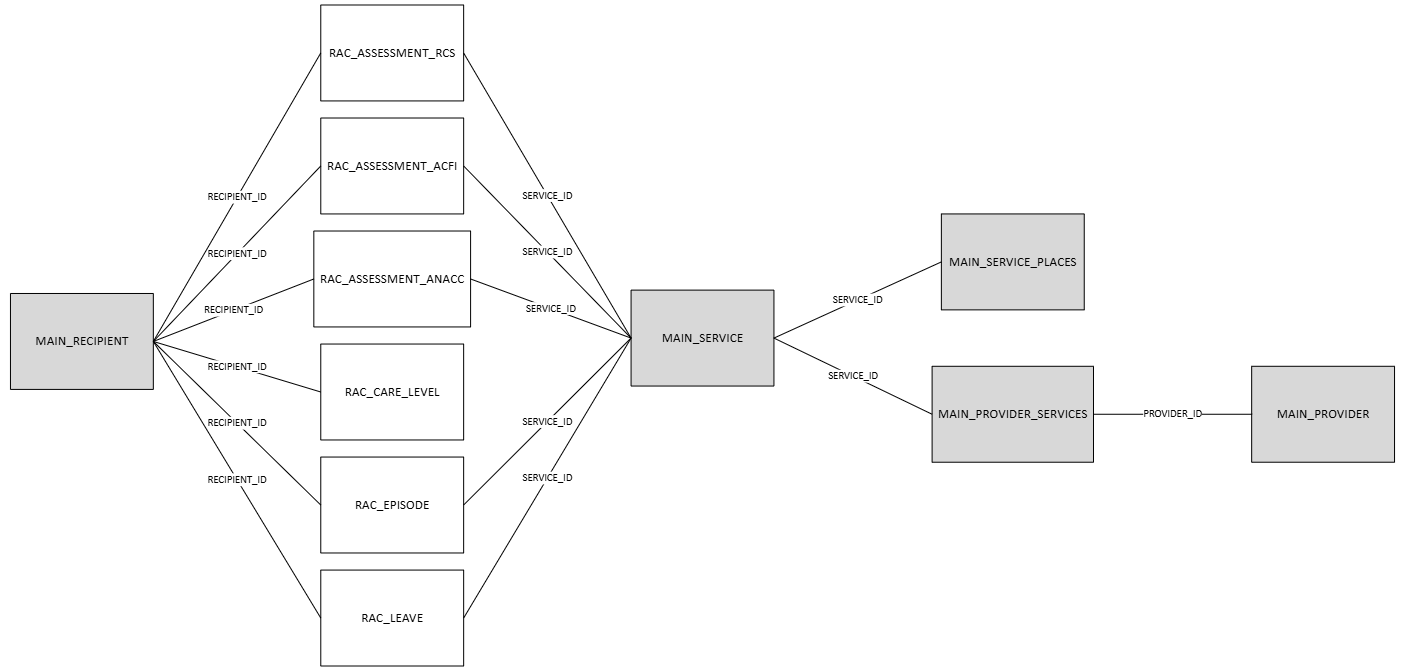 RAC_ASSESSMENT_RCS
RAC_ASSESSMENT_ACFI
RECIPIENT_ID
SERVICE_ID
RECIPIENT_ID
SERVICE_ID
MAIN_SERVICE_PLACES
RAC_ASSESSMENT_ANACC
RECIPIENT_ID
SERVICE_ID
SERVICE_ID
MAIN_RECIPIENT
MAIN_SERVICE
RECIPIENT_ID
SERVICE_ID
RAC_CARE_LEVEL
MAIN_PROVIDER_SERVICES
PROVIDER_ID
MAIN_PROVIDER
RECIPIENT_ID
SERVICE_ID
RECIPIENT_ID
SERVICE_ID
RAC_EPISODE
RAC_LEAVE